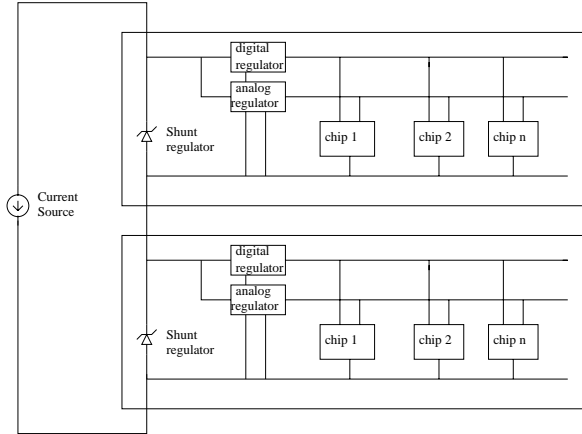 digital
regulator
analog
regulator
Shunt
regulator
chip 1
chip 2
chip n
Current
Source
digital
regulator
analog
regulator
Shunt
regulator
chip 1
chip 2
chip n